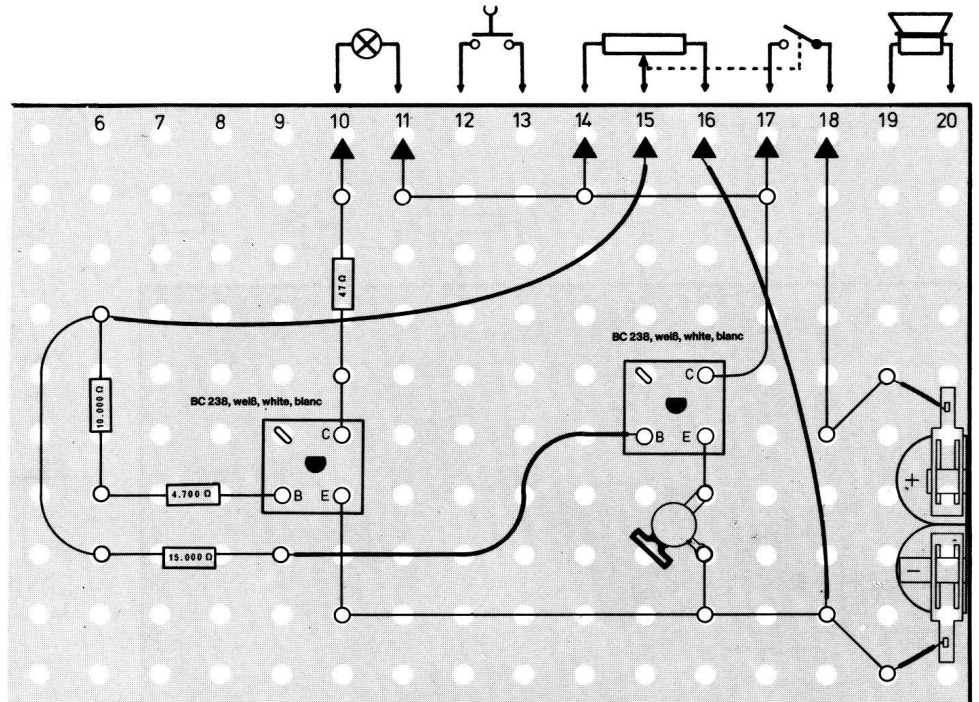 6 7 8 9 10 11 12 13 14 15 16 17 18 19 20
47 Ω
BC 238, weiß, white, blanc
C
B E
10.000 Ω
BC 238, weiß, white, blanc
C
B E
4.700 Ω
15.000 Ω
+
−